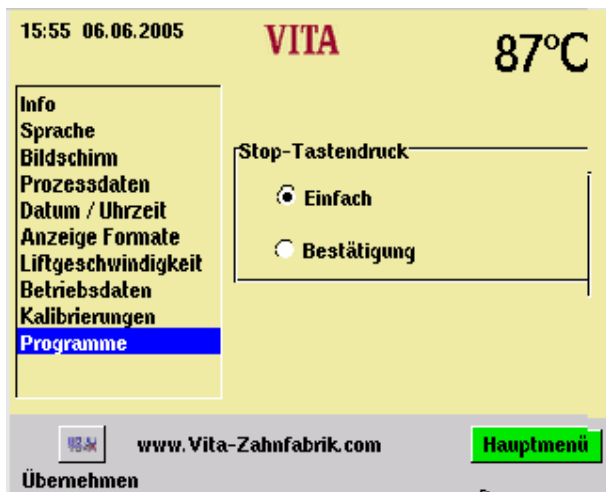 15:55 06.06.2005
VITA
87°C
Info
Sprache
Bildschirm
Prozessdaten
Datum / Uhrzeit
Anzeige Formate
Liftgeschwindigkeit
Betriebsdaten
Kalibrierungen
Programme
Stop-Tastendruck
Einfach
Bestätigung
www.Vita-Zahnfabrik.com
Hauptmenü
Übernehmen